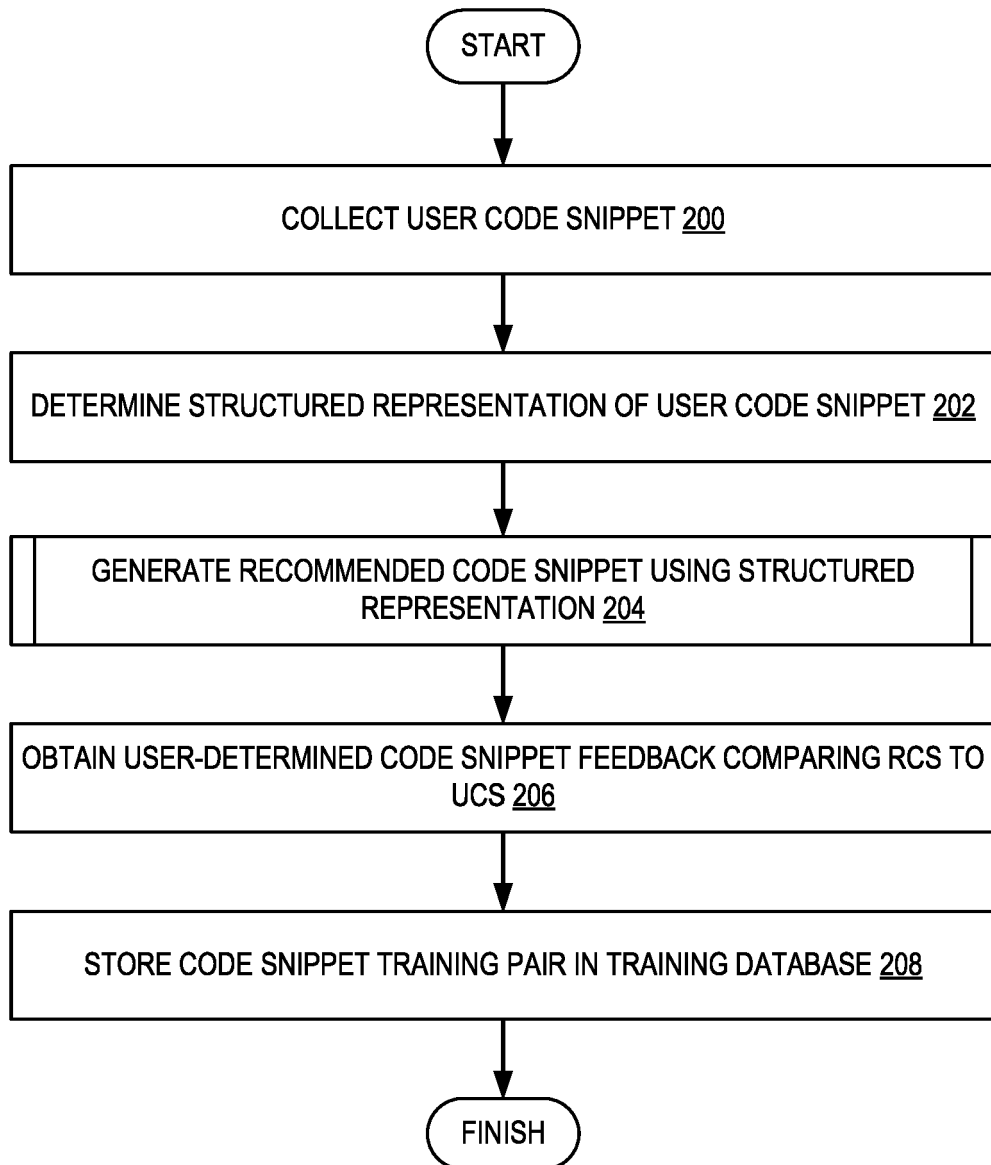 START
COLLECT USER CODE SNIPPET 200
DETERMINE STRUCTURED REPRESENTATION OF USER CODE SNIPPET 202
GENERATE RECOMMENDED CODE SNIPPET USING STRUCTURED
REPRESENTATION 204
OBTAIN USER-DETERMINED CODE SNIPPET FEEDBACK COMPARING RCS TO
UCS 206
STORE CODE SNIPPET TRAINING PAIR IN TRAINING DATABASE 208
FINISH